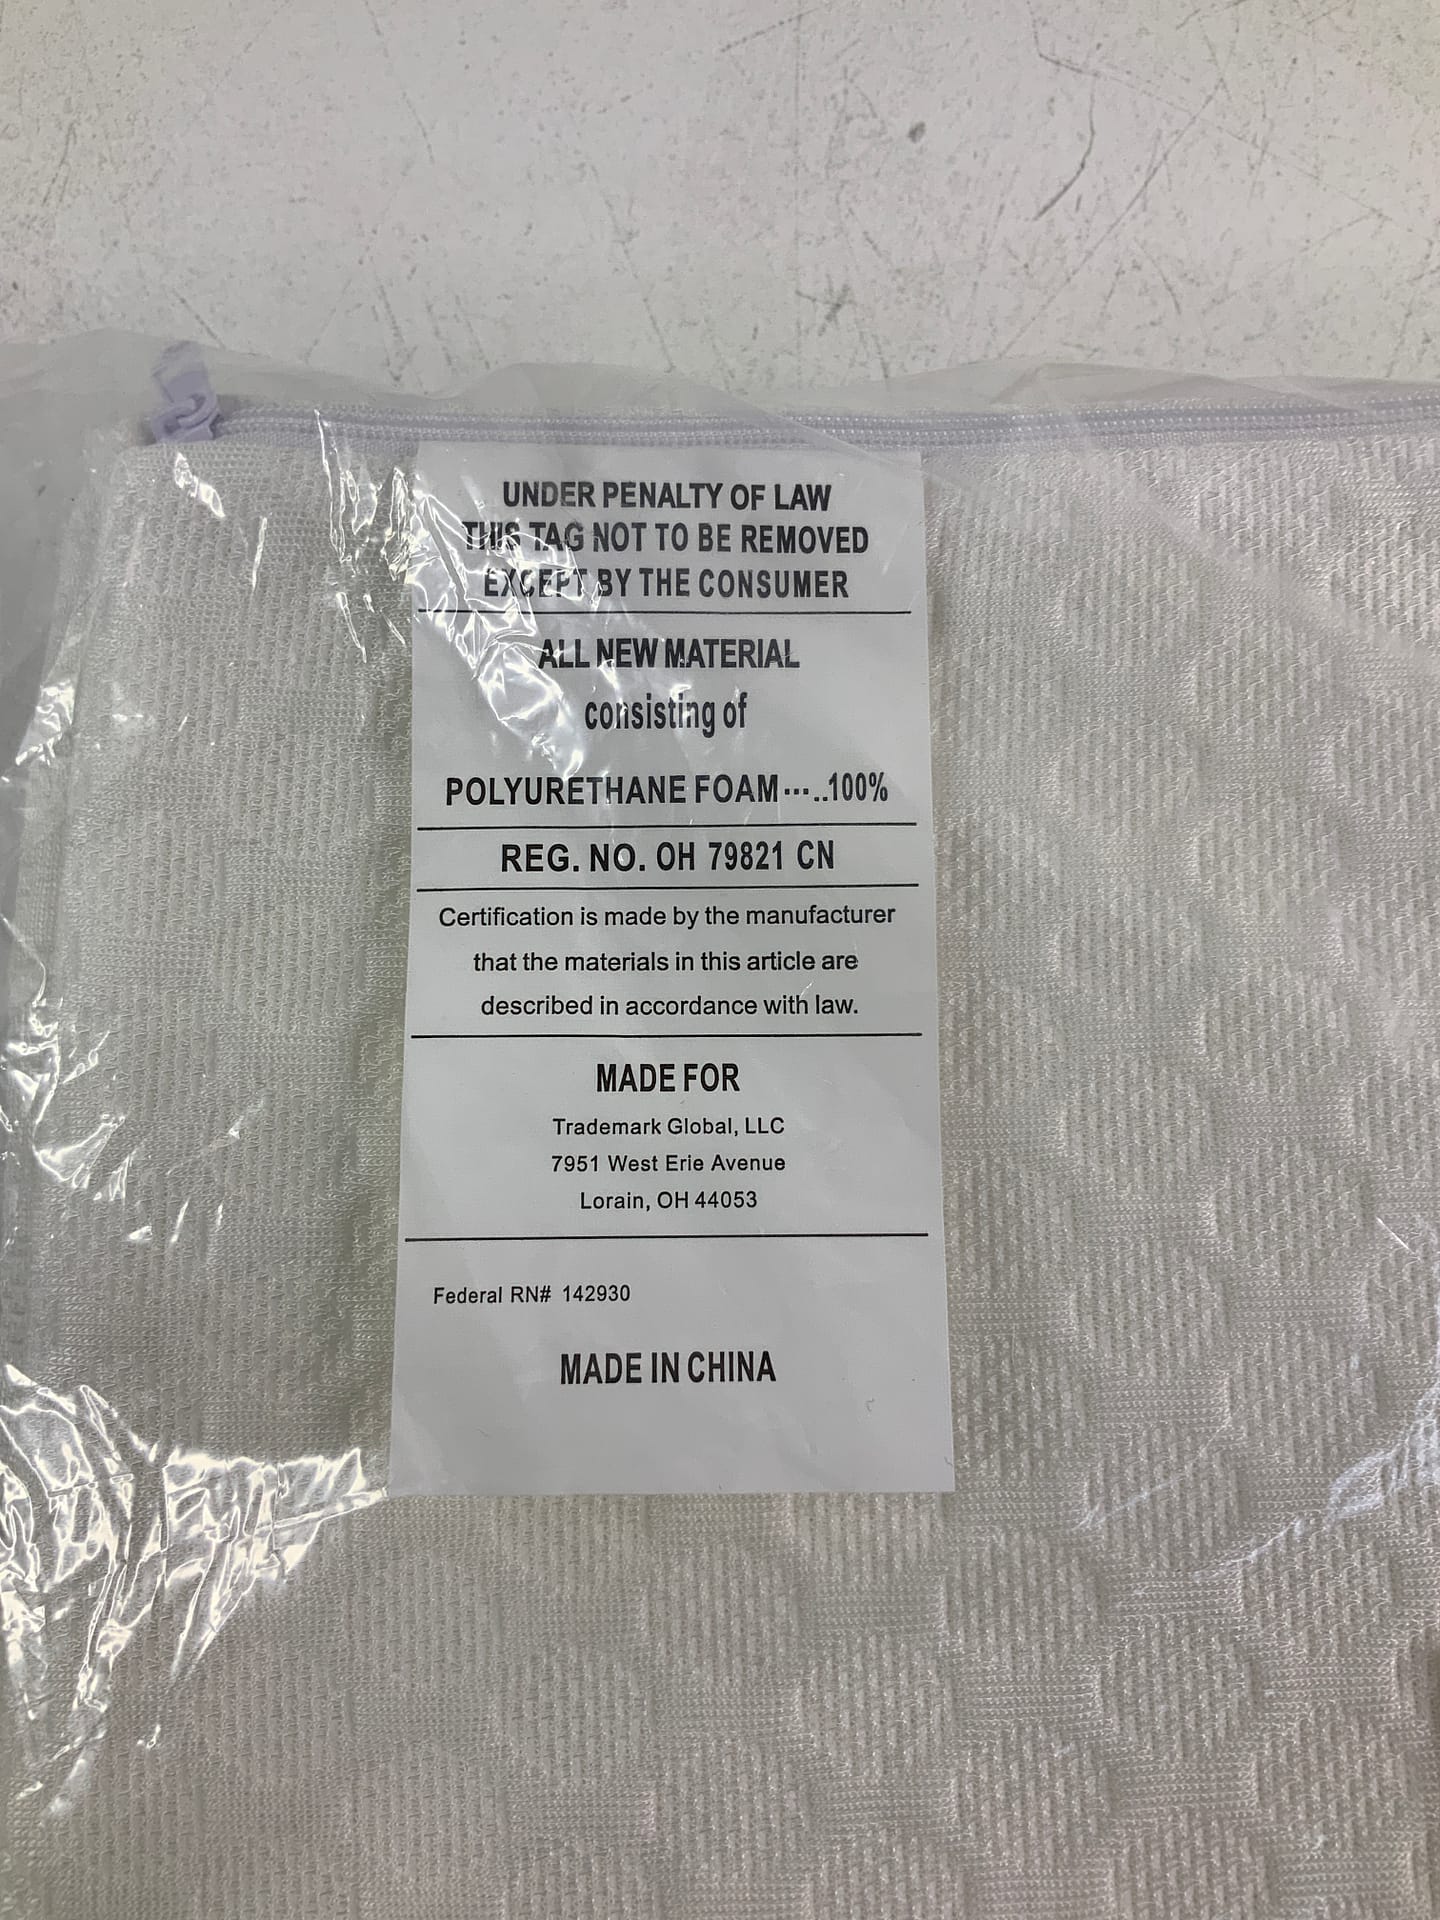 UNDER PENALTY OF LAW
THIS TAG NOT TO BE REMOVED
EXCEPT BY THE CONSUMER
ALL NEW MATERIAL
consisting of
POLYURETHANE FOAM·····100%
REG. NO. OH 79821 CN
Certification is made by the manufacturer
that the materials in this article are
described in accordance with law.
MADE FOR
Trademark Global, LLC
7951 West Erie Avenue
Lorain, OH 44053
Federal RN# 142930
MADE IN CHINA